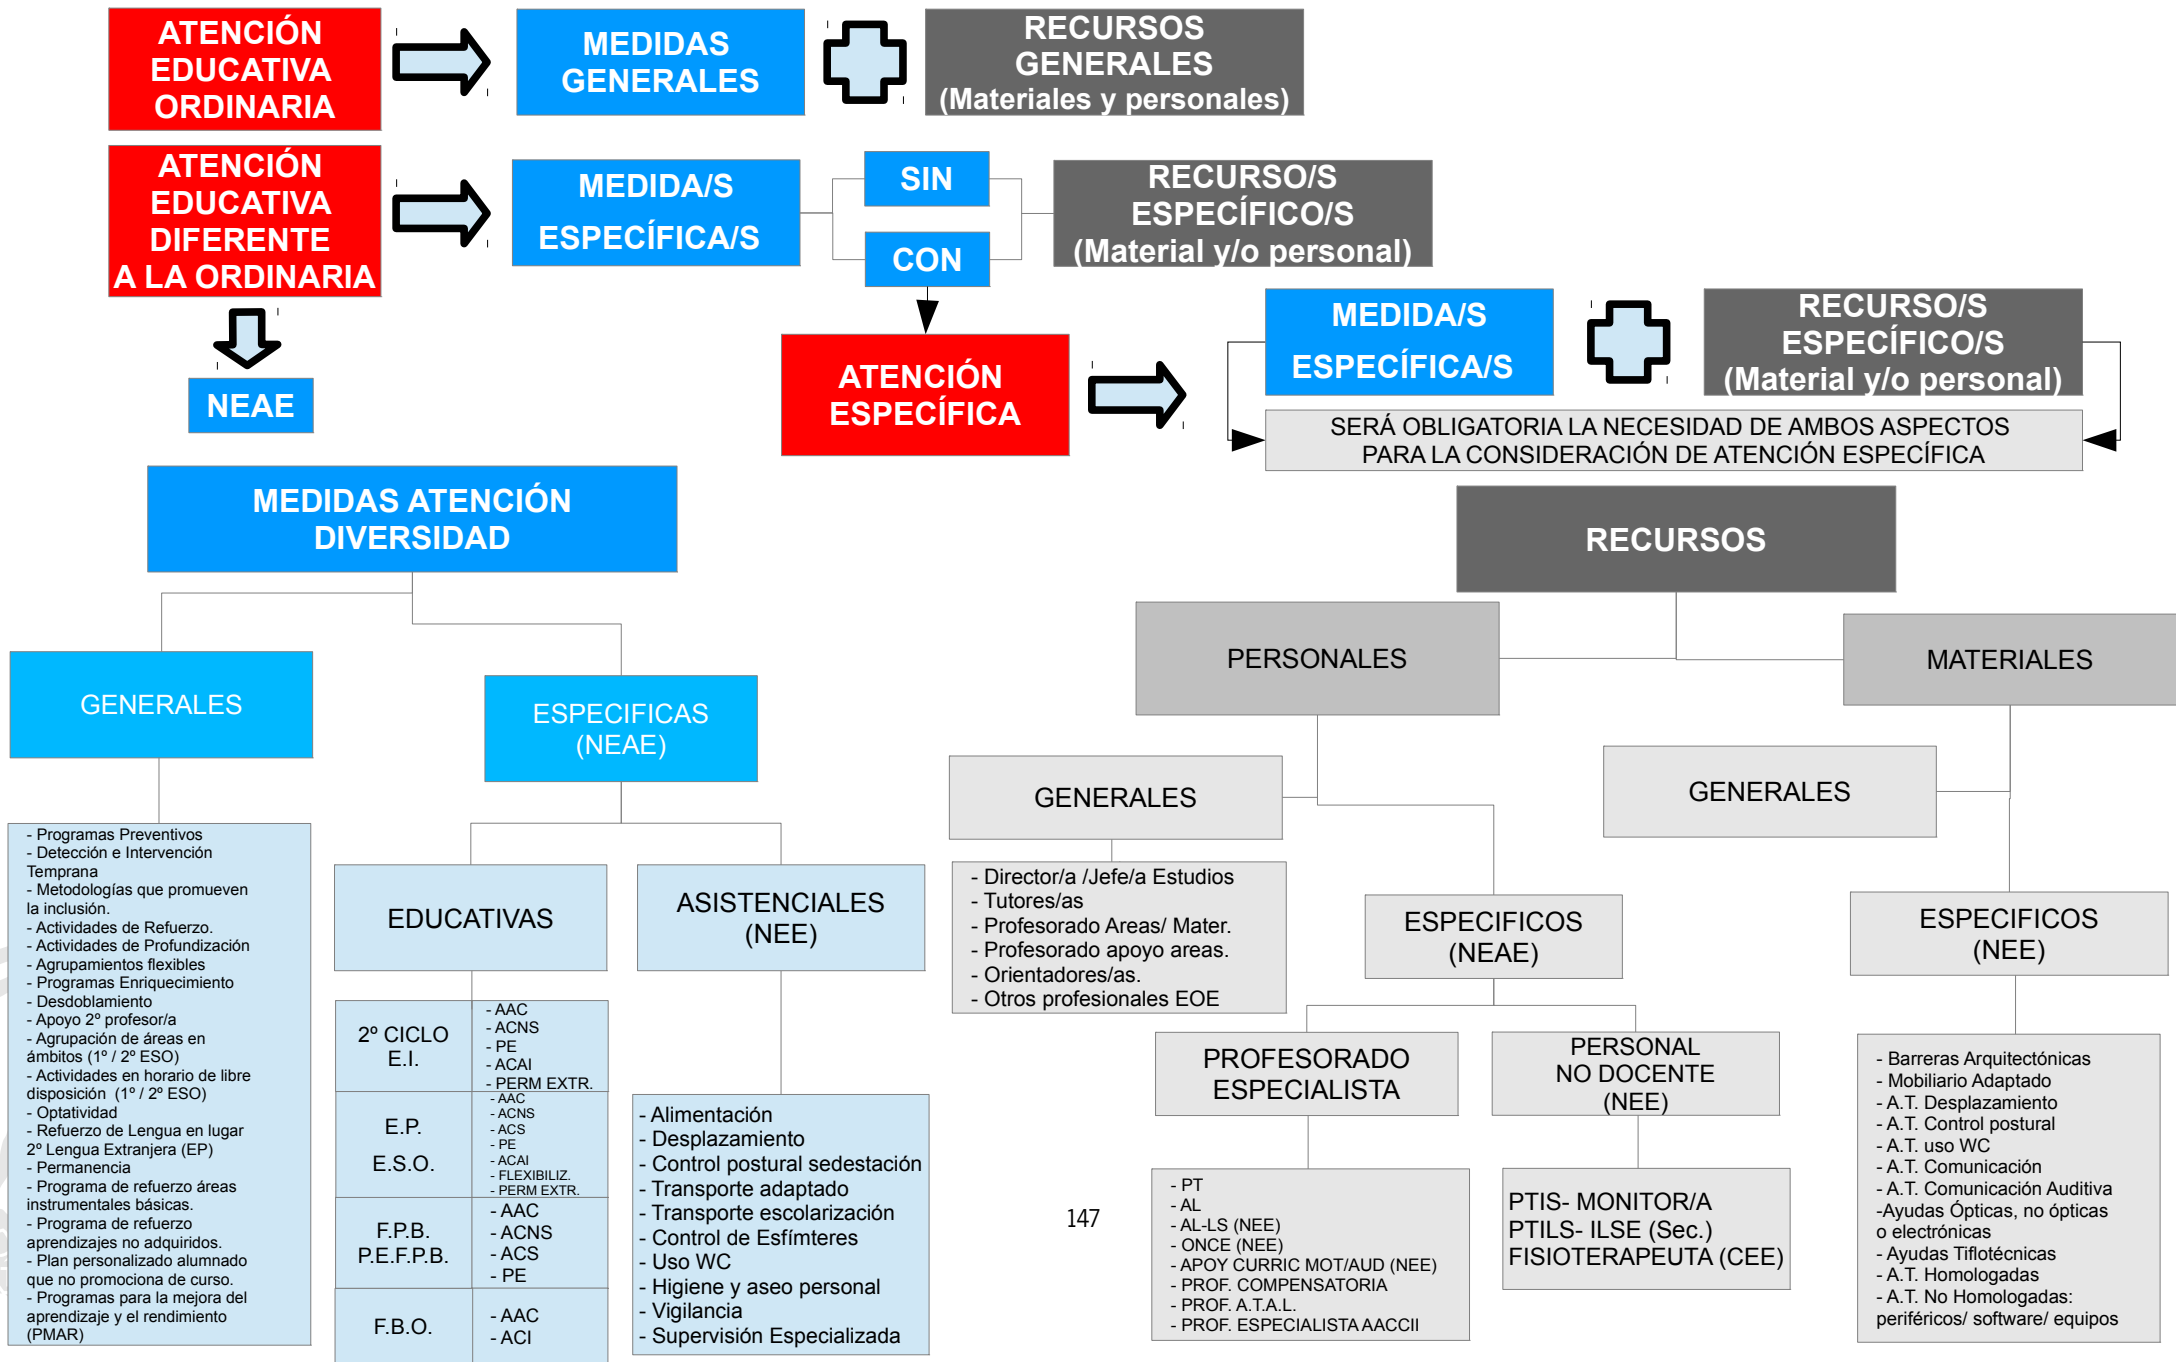 ATENCIÓN
EDUCATIVA
ORDINARIA
MEDIDAS
GENERALES
RECURSOS
GENERALES
(Materiales y personales)
ATENCIÓN
EDUCATIVA
DIFERENTE
A LA ORDINARIA
MEDIDA/S
ESPECÍFICA/S
SIN
CON
RECURSO/S
ESPECÍFICO/S
(Material y/o personal)
NEAE
ATENCIÓN
ESPECÍFICA
MEDIDA/S
ESPECÍFICA/S
RECURSO/S
ESPECÍFICO/S
(Material y/o personal)
SERÁ OBLIGATORIA LA NECESIDAD DE AMBOS ASPECTOS
PARA LA CONSIDERACIÓN DE ATENCIÓN ESPECÍFICA
MEDIDAS ATENCIÓN
DIVERSIDAD
GENERALES
- Programas Preventivos
- Detección e Intervención
Temprana
- Metodologías que promueven
la inclusión.
- Actividades de Refuerzo.
- Actividades de Profundización
- Agrupamientos flexibles
- Programas Enriquecimiento
- Desdoblamiento
- Apoyo 2º profesor/a
- Agrupación de áreas en
ámbitos (1º / 2º ESO)
- Actividades en horario de libre
disposición (1º / 2º ESO)
- Optatividad
- Refuerzo de Lengua en lugar
2º Lengua Extranjera (EP)
- Permanencia
- Programa de refuerzo áreas
instrumentales básicas.
- Programa de refuerzo
aprendizajes no adquiridos.
- Plan personalizado alumnado
que no promociona de curso.
- Programas para la mejora del
aprendizaje y el rendimiento
(PMAR)
ESPECIFICAS
(NEAE)
EDUCATIVAS
2º CICLO
E.I.
- AAC
- ACNS
- PE
- ACAI
- PERM EXTR.
E.P.
E.S.O.
- AAC
- ACNS
- ACS
- PE
- ACAI
- FLEXIBILIZ.
- PERM EXTR.
F.P.B.
P.E.F.P.B.
- AAC
- ACNS
- ACS
- PE
F.B.O.
- AAC
- ACI
ASISTENCIALES
(NEE)
- Alimentación
- Desplazamiento
- Control postural sedestación
- Transporte adaptado
- Transporte escolarización
- Control de Esfímteres
- Uso WC
- Higiene y aseo personal
- Vigilancia
- Supervisión Especializada
RECURSOS
PERSONALES
GENERALES
- Director/a /Jefe/a Estudios
- Tutores/as
- Profesorado Areas/ Mater.
- Profesorado apoyo areas.
- Orientadores/as.
- Otros profesionales EOE
ESPECIFICOS
(NEAE)
PROFESORADO
ESPECIALISTA
- PT
- AL
- AL-LS (NEE)
- ONCE (NEE)
- APOY CURRIC MOT/AUD (NEE)
- PROF. COMPENSATORIA
- PROF. A.T.A.L.
- PROF. ESPECIALISTA AACCII
PERSONAL
NO DOCENTE
(NEE)
PTIS- MONITOR/A
PTILS- ILSE (Sec.)
FISIOTERAPEUTA (CEE)
MATERIALES
GENERALES
ESPECIFICOS
(NEE)
- Barreras Arquitectónicas
- Mobiliario Adaptado
- A.T. Desplazamiento
- A.T. Control postural
- A.T. uso WC
- A.T. Comunicación
- A.T. Comunicación Auditiva
-Ayudas Ópticas, no ópticas
o electrónicas
- Ayudas Tiflotécnicas
- A.T. Homologadas
- A.T. No Homologadas:
periféricos/ software/ equipos
147